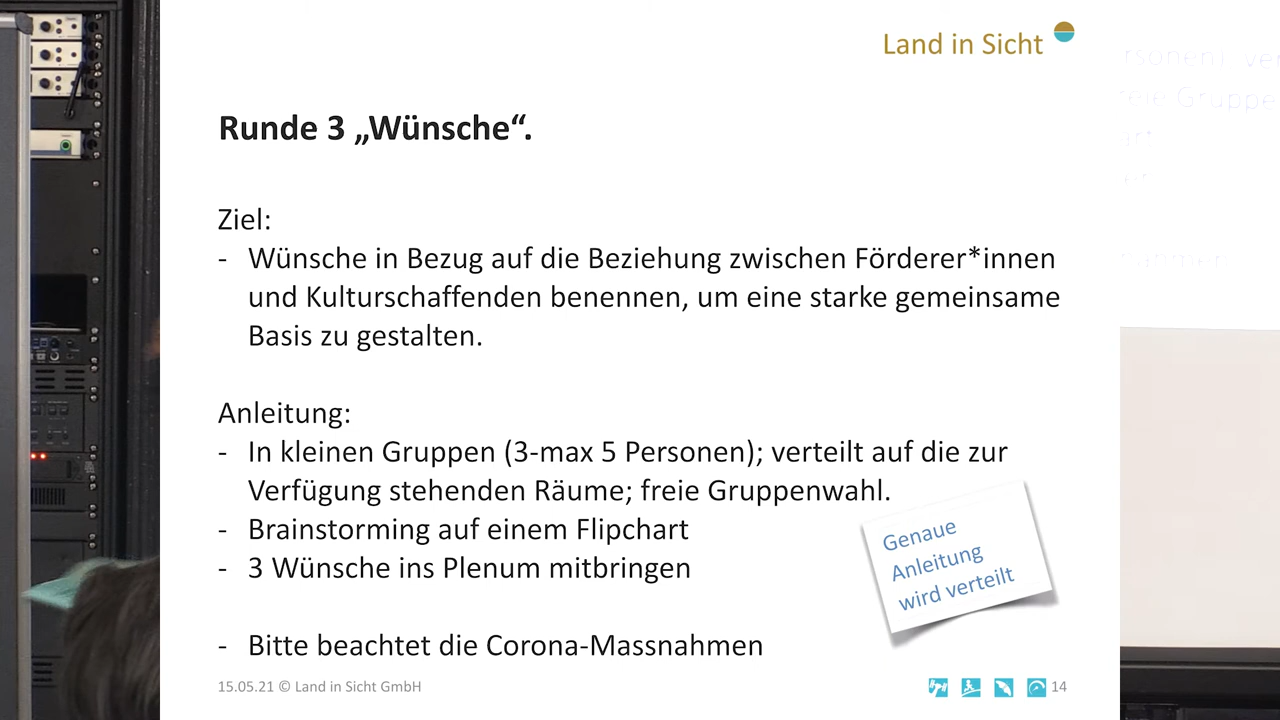 Land in Sicht
Runde 3 „Wünsche“.
Ziel:
- Wünsche in Bezug auf die Beziehung zwischen Förderer*innen
und Kulturschaffenden benennen, um eine starke gemeinsame
Basis zu gestalten.
Anleitung:
- In kleinen Gruppen (3-max 5 Personen); verteilt auf die zur
Verfügung stehenden Räume; freie Gruppenwahl.
- Brainstorming auf einem Flipchart
- 3 Wünsche ins Plenum mitbringen
Genaue
Anleitung
wird verteilt
- Bitte beachtet die Corona-Massnahmen
15.05.21 © Land in Sicht GmbH
14